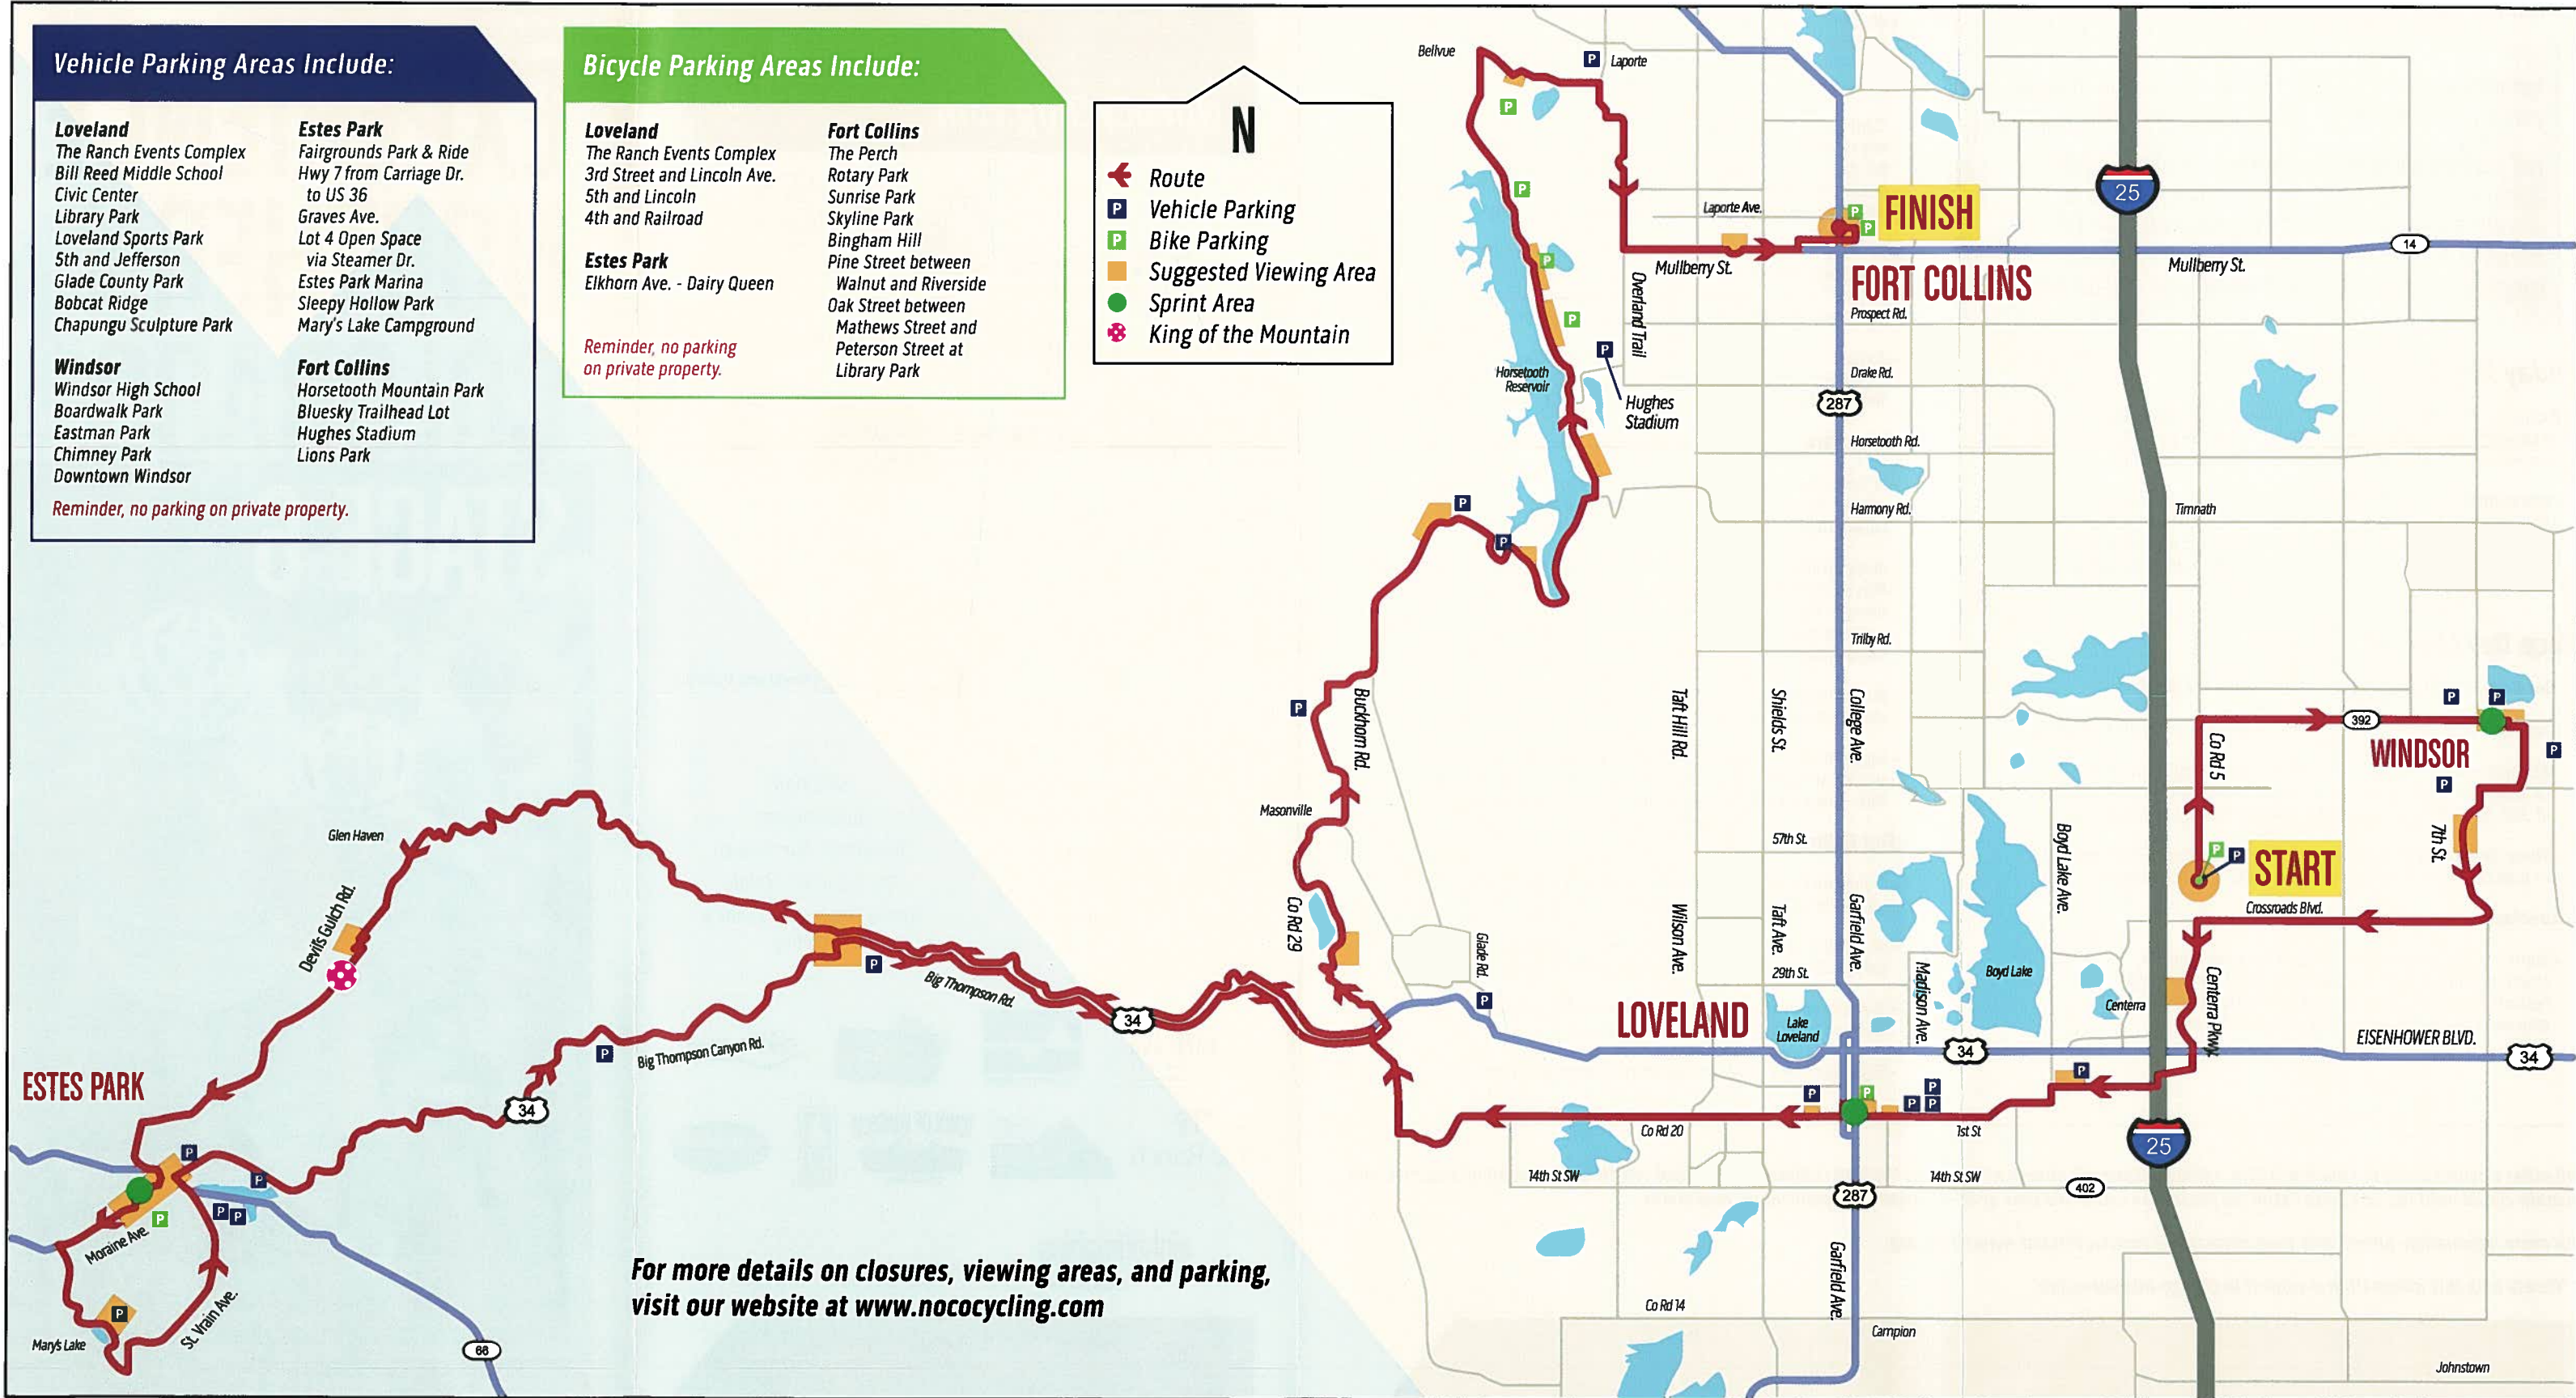 Vehicle Parking Areas Include:
Loveland
The Ranch Events Complex
Bill Reed Middle School
Civic Center
Library Park
Loveland Sports Park
5th and Jefferson
Glade County Park
Bobcat Ridge
Chapungu Sculpture Park
Windsor
Windsor High School
Boardwalk Park
Eastman Park
Chimney Park
Downtown Windsor
Estes Park
Fairgrounds Park & Ride
Hwy 7 from Carriage Dr.
to US 36
Graves Ave.
Lot 4 Open Space
via Steamer Dr.
Estes Park Marina
Sleepy Hollow Park
Mary's Lake Campground
Fort Collins
Horsetooth Mountain Park
Bluesky Trailhead Lot
Hughes Stadium
Lions Park
Reminder, no parking on private property.
Bicycle Parking Areas Include:
Loveland
The Ranch Events Complex
3rd Street and Lincoln Ave.
5th and Lincoln
4th and Railroad
Estes Park
Elkhorn Ave. - Dairy Queen
Reminder, no parking
on private property.
Fort Collins
The Perch
Rotary Park
Sunrise Park
Skyline Park
Bingham Hill
Pine Street between
Walnut and Riverside
Oak Street between
Mathews Street and
Peterson Street at
Library Park
N
Route
P Vehicle Parking
P Bike Parking
Suggested Viewing Area
Sprint Area
King of the Mountain
Bellvue
P
Laporte
P
P
25
Laporte Ave.
P
P
FINISH
14
Mullberry St.
Mullberry St.
P
FORT COLLINS
Overland Trail
Prospect Rd.
P
P
Horsetooth
Reservoir
Drake Rd.
287
Hughes
Stadium
Horsetooth Rd.
P
Harmony Rd.
Timnath
P
Trilby Rd.
P
Buckhorn Rd.
Taft Hill Rd.
Shields St.
College Ave.
P
P
392
Co Rd 5
WINDSOR
P
P
Masonville
57th St.
Boyd Lake Ave.
7th St.
P
P
START
Crossroads Blvd.
Glen Haven
Devil's Gulch Rd.
Co Rd 29
Glade Rd.
Wilson Ave.
Taft Ave.
Garfield Ave.
29th St.
Madison Ave.
Boyd Lake
Centerra
Centerra Pkwy.
P
Big Thompson Rd.
34
P
LOVELAND
Lake
Loveland
34
EISENHOWER BLVD.
34
P
Big Thompson Canyon Rd.
34
ESTES PARK
P
P
P
P
P
P
Co Rd 20
1st St
25
14th St SW
14th St SW
402
287
P
P
P
P
P
Moraine Ave.
P
Mary's Lake
St. Vrain Ave.
66
For more details on closures, viewing areas, and parking,
visit our website at www.nococycling.com
Co Rd 14
Garfield Ave.
Campion
Johnstown